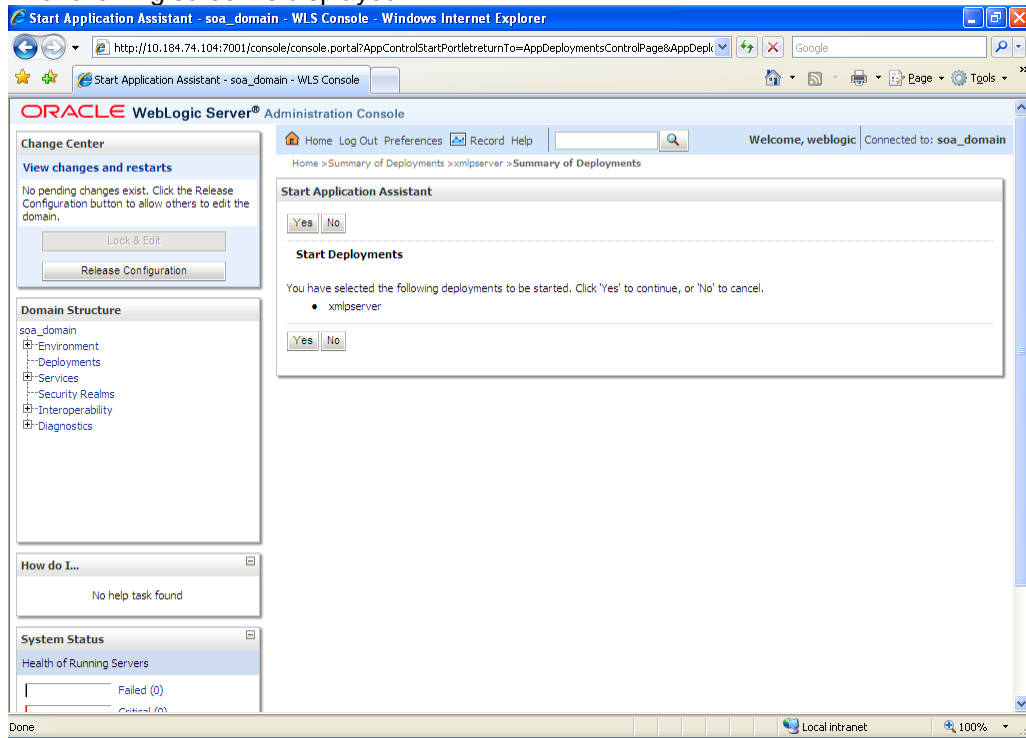 Start Application Assistant - soa_domain - WLS Console - Windows Internet Explorer
http://10.184.74.104:7001/console/console.portal?AppControlStartPortletreturnTo=AppDeploymentsControlPage&AppDeplo
Google
Start Application Assistant - soa_domain - WLS Console
Page Tools
ORACLE WebLogic Server® Administration Console
Change Center
View changes and restarts
No pending changes exist. Click the Release
Configuration button to allow others to edit the
domain.
Lock & Edit
Release Configuration
Domain Structure
soa_domain
Environment
Deployments
Services
Security Realms
Interoperability
Diagnostics
How do I...
No help task found
System Status
Health of Running Servers
Failed (0)
Critical (0)
Home Log Out Preferences Record Help
Welcome, weblogic Connected to: soa_domain
Home >Summary of Deployments >xmlpserver >Summary of Deployments
Start Application Assistant
Yes No
Start Deployments
You have selected the following deployments to be started. Click 'Yes' to continue, or 'No' to cancel.
• xmlpserver
Yes No
Done
Local intranet
100%